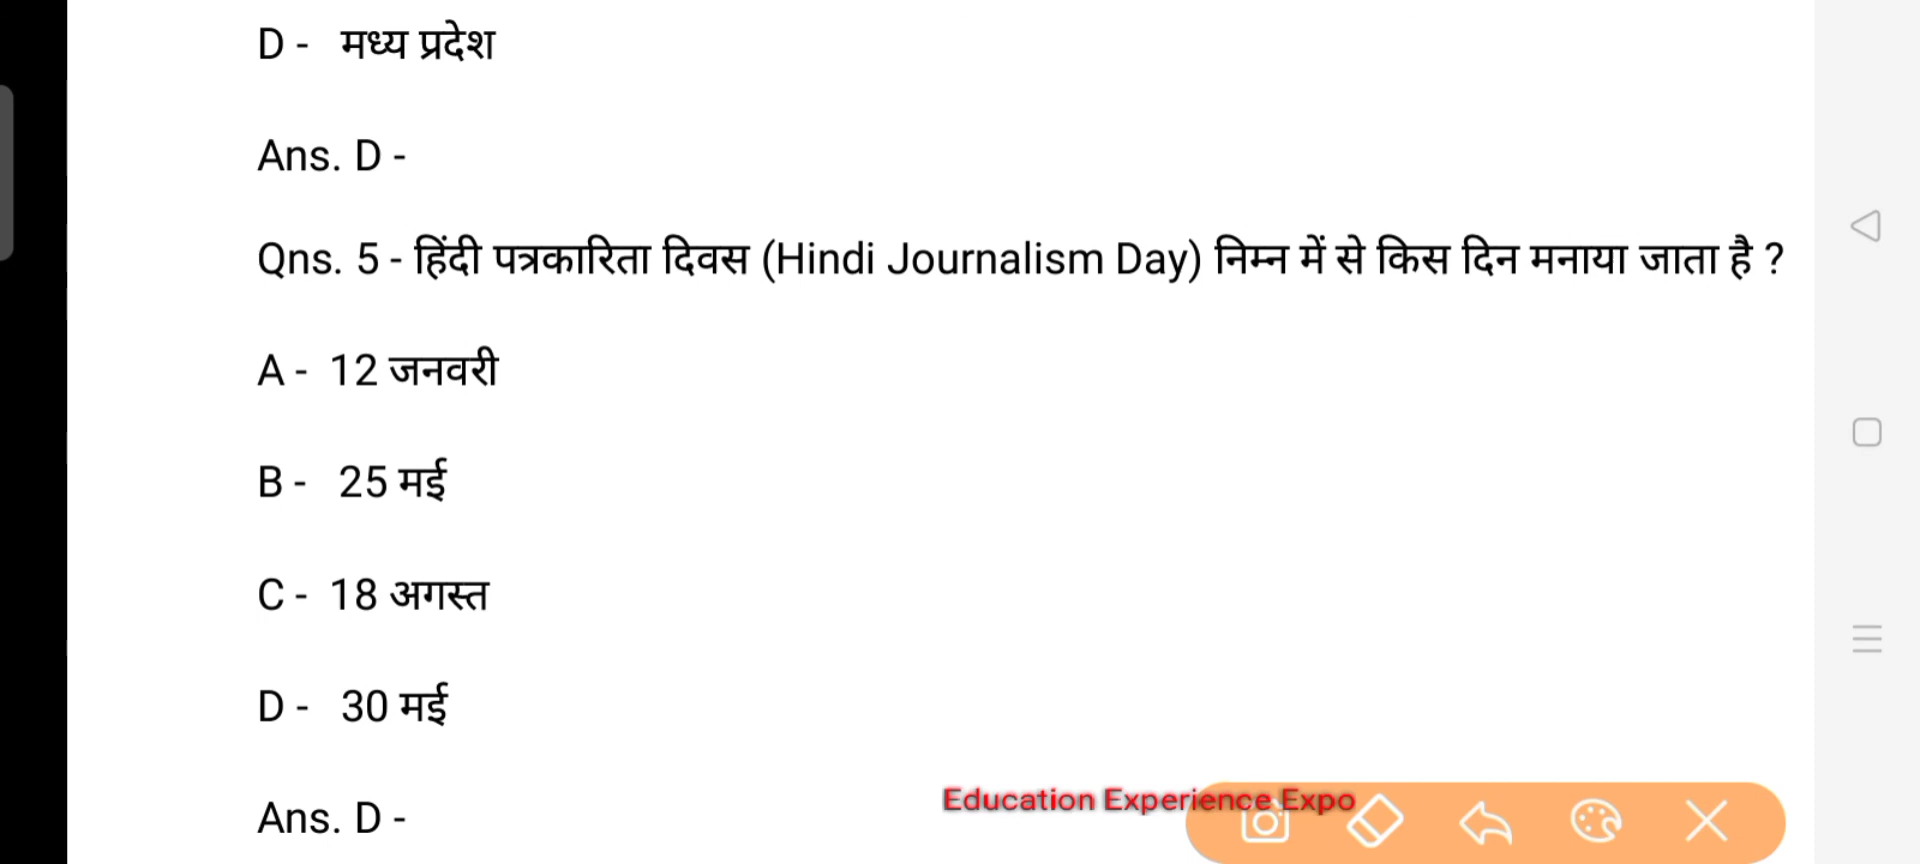 D - मध्य प्रदेश
Ans. D -
Qns. 5 - हिंदी पत्रकारिता दिवस (Hindi Journalism Day) निम्न में से किस दिन मनाया जाता है ?
A - 12 जनवरी
B - 25 मई
C - 18 अगस्त
D - 30 मई
Ans. D -
Education Experience Expo